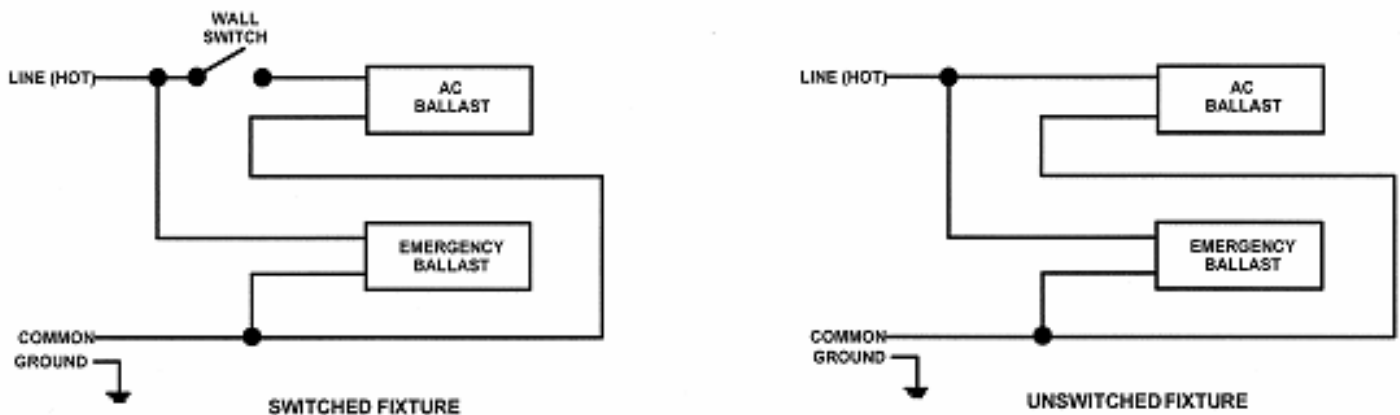 WALL
SWITCH
LINE (HOT)
AC
BALLAST
EMERGENCY
BALLAST
COMMON
GROUND
SWITCHED FIXTURE
LINE (HOT)
AC
BALLAST
EMERGENCY
BALLAST
COMMON
GROUND
UNSWITCHED FIXTURE